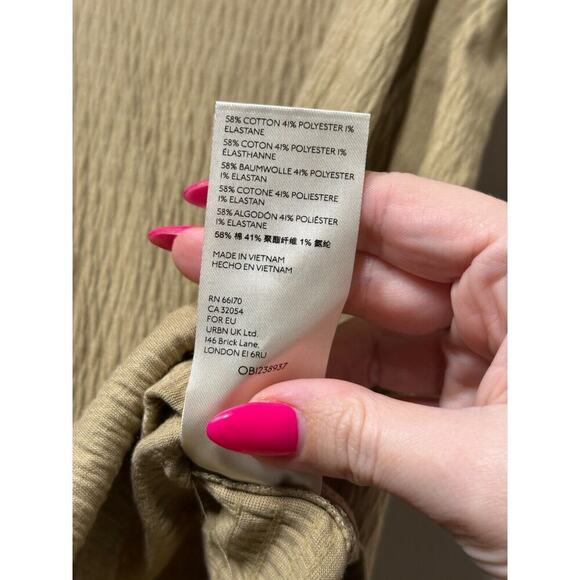 58% COTTON 41% POLYESTER 1%
ELASTANE
58% COTON 41% POLYESTER 1%
ÉLASTHANNE
58% BAUMWOLLE 41% POLYESTER
1% ELASTAN
58% COTONE 41% POLIESTERE
1% ELASTAN
58% ALGODÓN 41% POLIÉSTER
1% ELASTANE
58% 棉 41% 聚酯纤维 1% 氨纶
MADE IN VIETNAM
HECHO EN VIETNAM
RN 66170
CA 32054
FOR EU
URBN UK Ltd.
146 Brick Lane,
LONDON E1 6RU
OB1238937